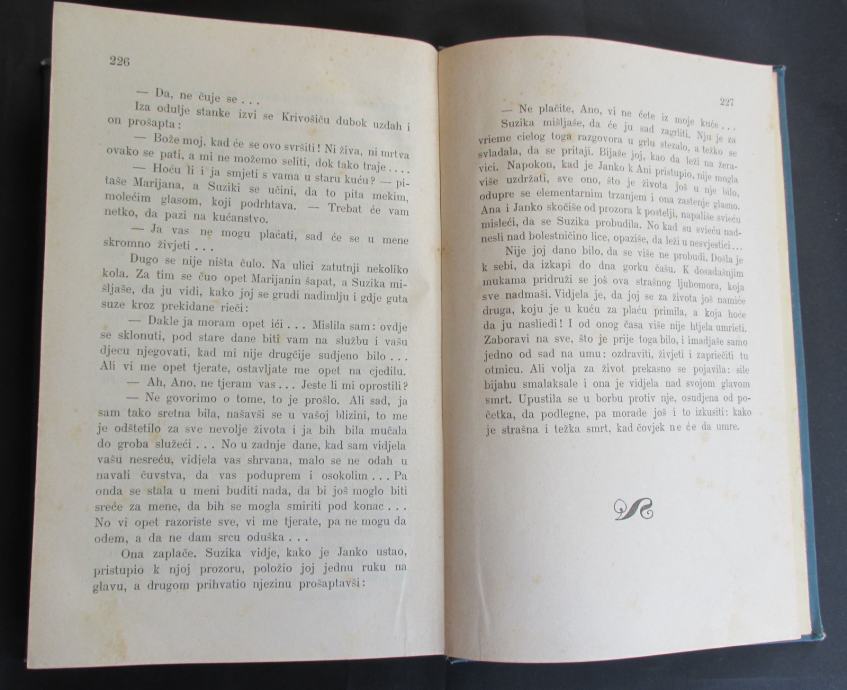 226
— Da, ne čuje se . . .
Iza odulje stanke izvi se Krivošiću dubok uzdah i
on prošapta :
— Bože moj, kad će se ovo svršiti! Ni živa, ni mrtva
ovako se pati, a mi ne možemo seliti, dok tako traje . . . .
— Hoću li i ja smjeti s vama u staru kuću? — pi-
taše Marijana, a Suziki se učini, da to pita mekim,
molećim glasom, koji podrhtava. — Trebat će vam
netko, da pazi na kućanstvo.
— Ja vas ne mogu plaćati, sad će se u mene
skromno živjeti . . .
Dugo se nije ništa čulo. Na ulici zatutnji nekoliko
kola. Za tim se čuo opet Marijanin šapat, a Suzika mi-
šljaše, da ju vidi, kako joj se grudi nadimlju i gdje guta
suze kroz prekidane rieči :
— Dakle ja moram opet ići . . . Mislila sam : ovdje
se sklonuti, pod stare dane biti vam na službu i vašu
djecu njegovati, kad mi nije drugčije sudjeno bilo . . .
Ali vi me opet tjerate, ostavljate me opet na cjedilu.
— Ah, Ano, ne tjeram vas . . . Jeste li mi oprostili?
— Ne govorimo o tome, to je prošlo. Ali sad, ja
sam tako sretna bila, našavši se u vašoj blizini, to me
je odštetilo za sve nevolje života i ja bih bila mučala
do groba služeći . . . No u zadnje dane, kad sam vidjela
vašu nesreću, vidjela vas shrvana, malo se ne odah u
navali čuvstva, da vas poduprem i osokolim . . . Pa
onda se stala u meni buditi nada, da bi još moglo biti
sreće za mene, da bih se mogla smiriti pod konac . . .
No vi opet razoriste sve, vi me tjerate, pa ne mogu da
odem, a da ne dam srcu oduška . . .
Ona zaplače. Suzika vidje, kako je Janko ustao,
pristupio k njoj prozoru, položio joj jednu ruku na
glavu, a drugom prihvatio njezinu prošaptavši :
227
— Ne plačite, Ano, vi ne ćete iz moje kuće . . .
Suzika mišljaše, da će ju sad zagrliti. Nju je za
vrieme cielog toga razgovora u grlu stezalo, a težko se
svladala, da se pritaji. Bijaše joj, kao da leži na žera-
vici. Napokon, kad je Janko k Ani pristupio, nije mogla
više uzdržati, sve ono, što je života još u nje bilo,
odupre se elementarnim trzanjem i ona zastenje glasno.
Ana i Janko skočiše od prozora k postelji, napališe svieću
misleći, da se Suzika probudila. No kad su svieću nad-
nesli nad bolestničino lice, opaziše, da leži u nesvjestici . . .
Nije joj dano bilo, da se više ne probudi. Došla je
k sebi, da izkapi do dna gorku čašu. K dosadašnjim
mukama pridruži se još ova strašna ljubomora, koja
sve nadmaši. Vidjela je, da joj se za života još namiče
druga, koju je u kuću za plaću primila, a koja hoće
da ju nasliedi! I od onog časa više nije htjela umrieti.
Zaboravi na sve, što je prije toga bilo, i imadjaše samo
jedno od sad na umu: ozdraviti, živjeti i zapriečiti tu
otmicu. Ali volja za život prekasno se pojavila: sile
bijahu smalaksale i ona je vidjela nad svojom glavom
smrt. Upustila se u borbu protiv nje, osudjena od po-
četka, da podlegne, pa morade još i to izkusiti: kako
je strašna i težka smrt, kad čovjek ne će da umre.